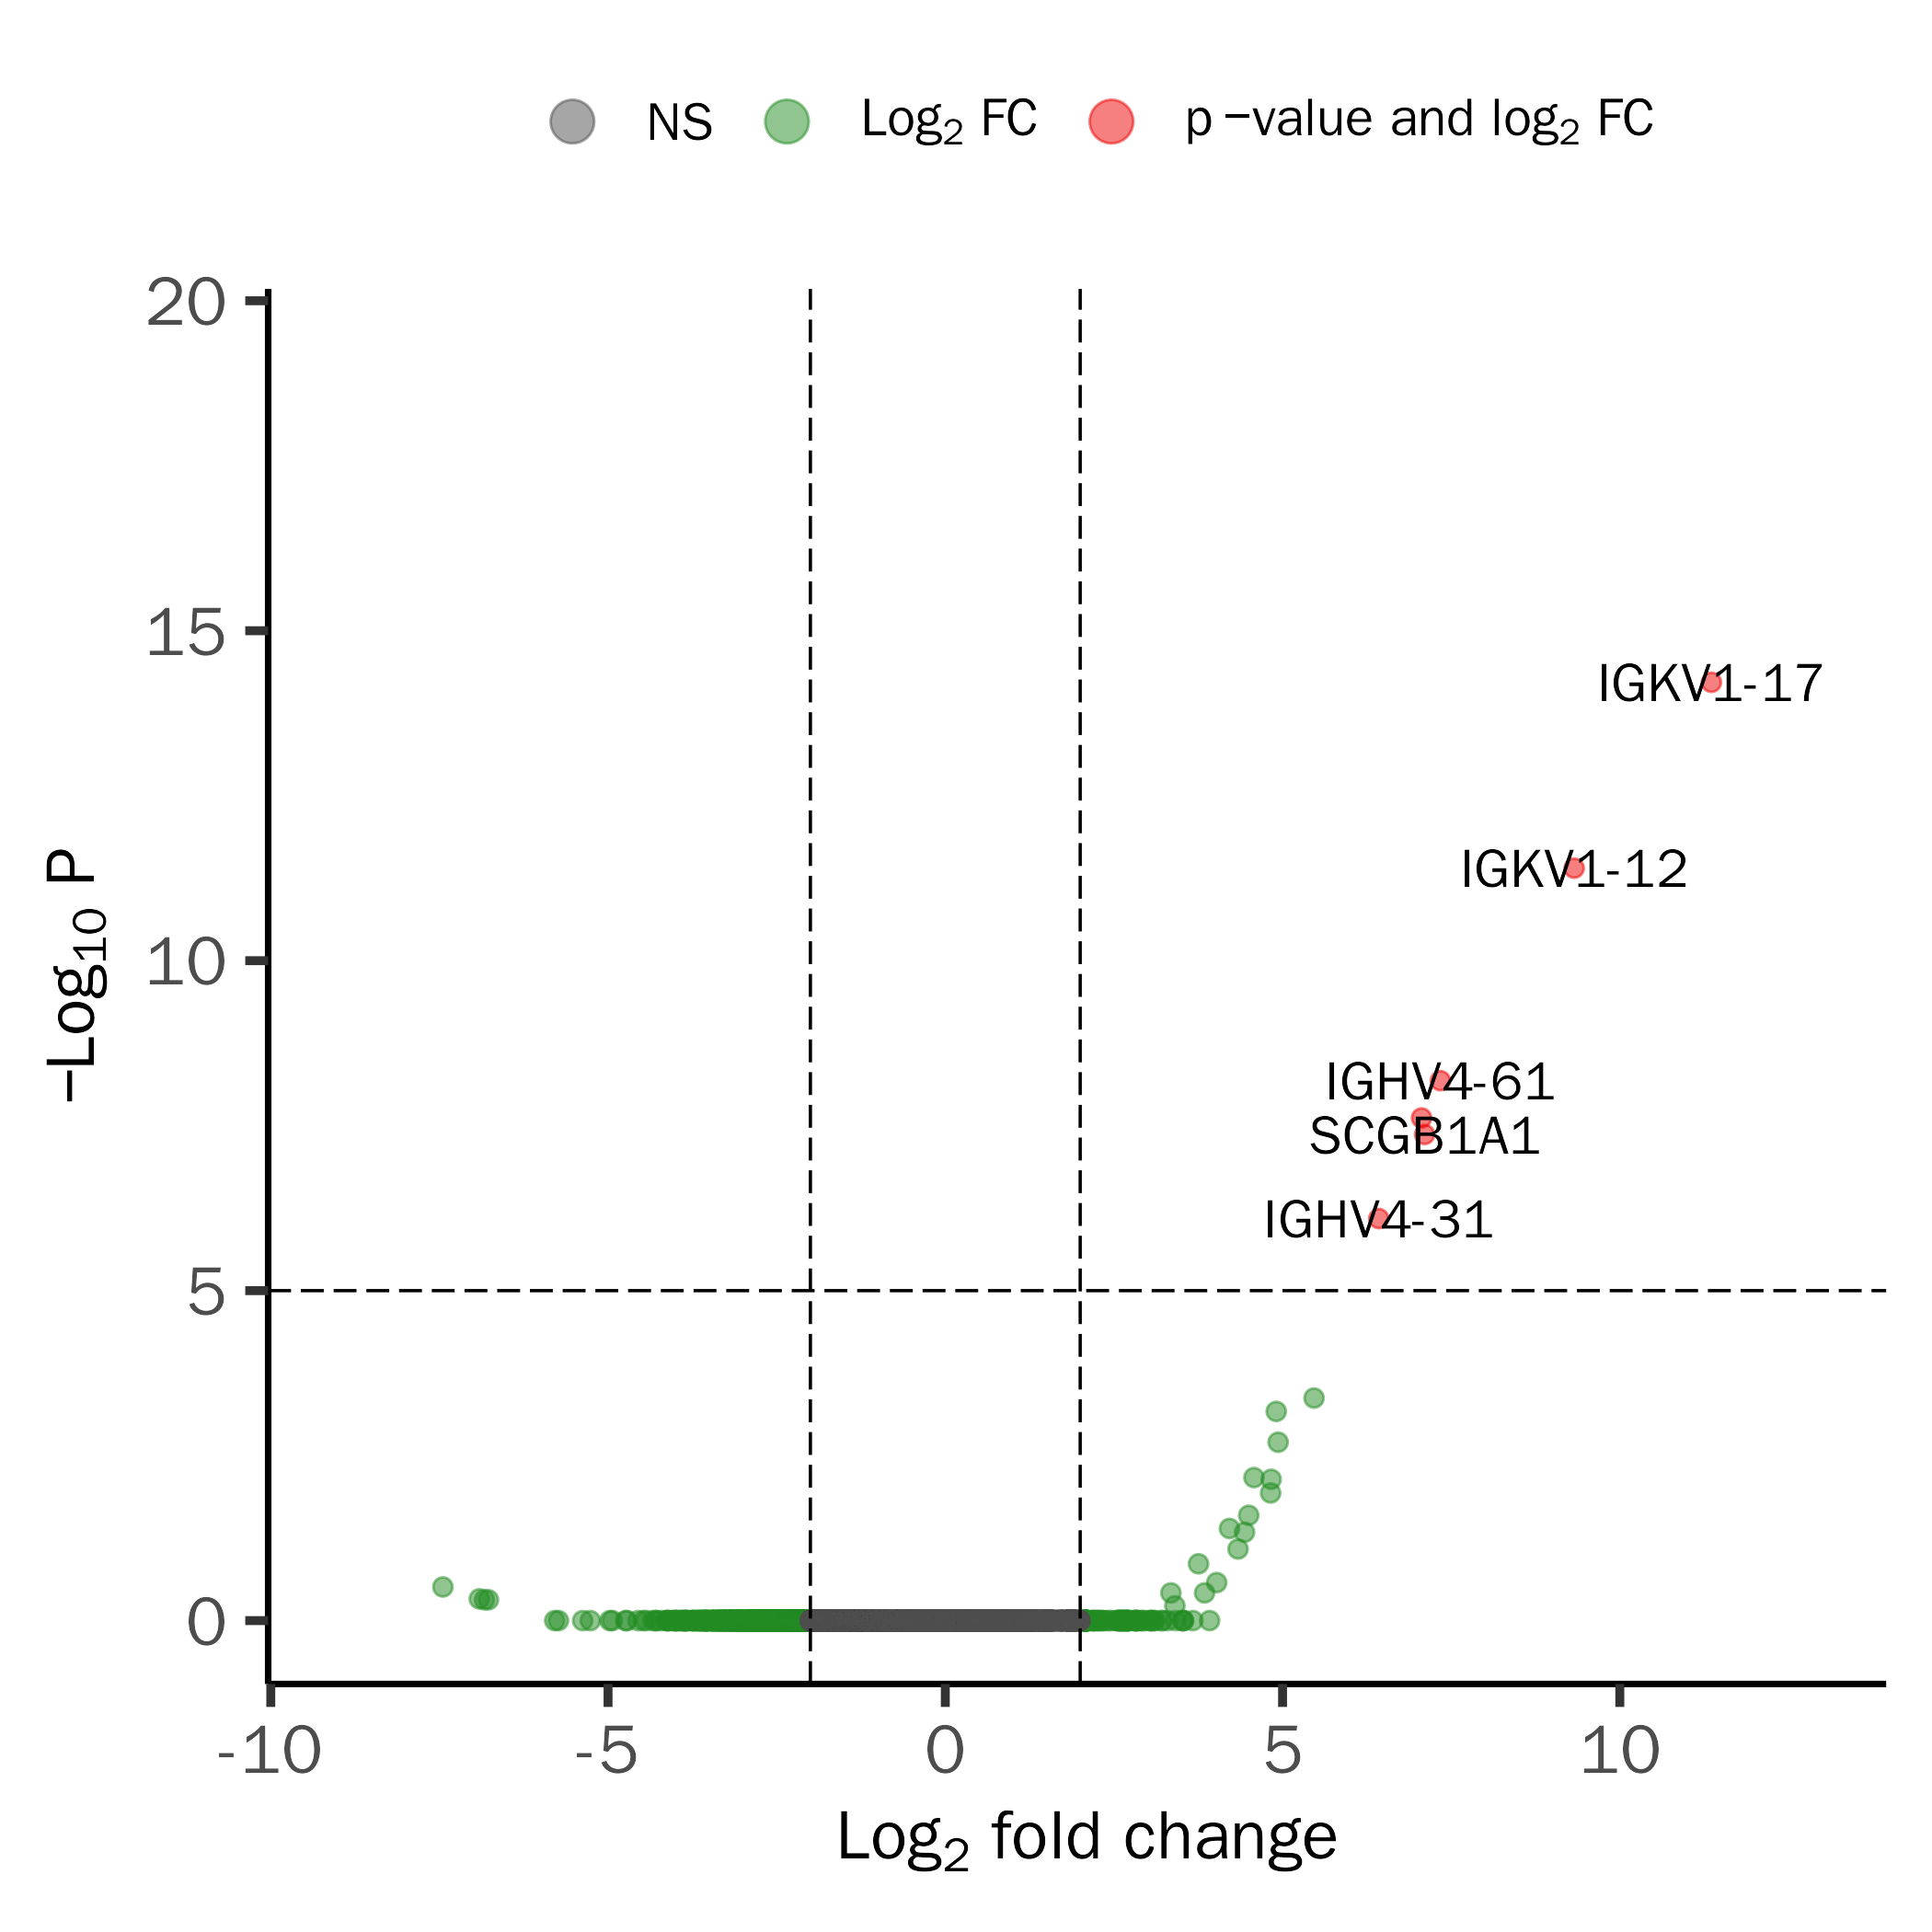 NS Log₂ FC p −value and log₂ FC
20
15
IGKV1-17
IGKV1-12
10
IGHV4-61
SCGB1A1
IGHV4-31
5
0
−Log₁₀ P
-10 -5 0 5 10
Log₂ fold change